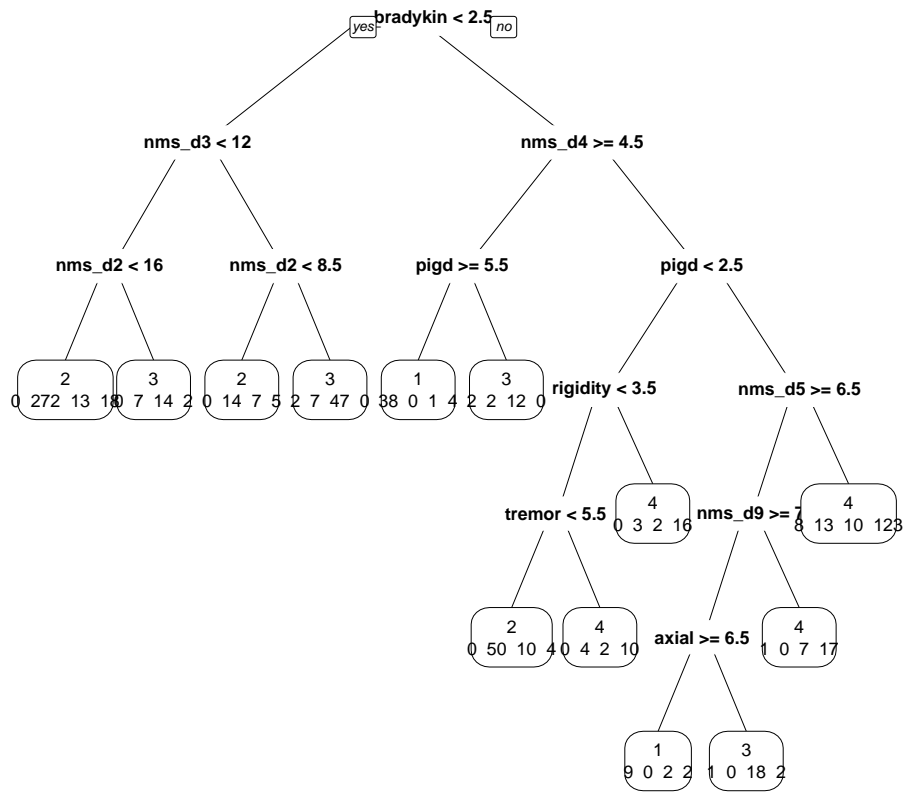 bradykin < 2.5
yes
no
nms_d3 < 12
nms_d4 >= 4.5
nms_d2 < 16
nms_d2 < 8.5
pigd >= 5.5
pigd < 2.5
2
0 272 13 18
3
0 7 14 2
2
0 14 7 5
3
2 7 47 0
1
38 0 1 4
3
2 2 12 0
rigidity < 3.5
nms_d5 >= 6.5
tremor < 5.5
4
0 3 2 16
nms_d9 >= 7
4
8 13 10 123
2
0 50 10 4
4
0 4 2 10
axial >= 6.5
4
1 0 7 17
1
9 0 2 2
3
1 0 18 2